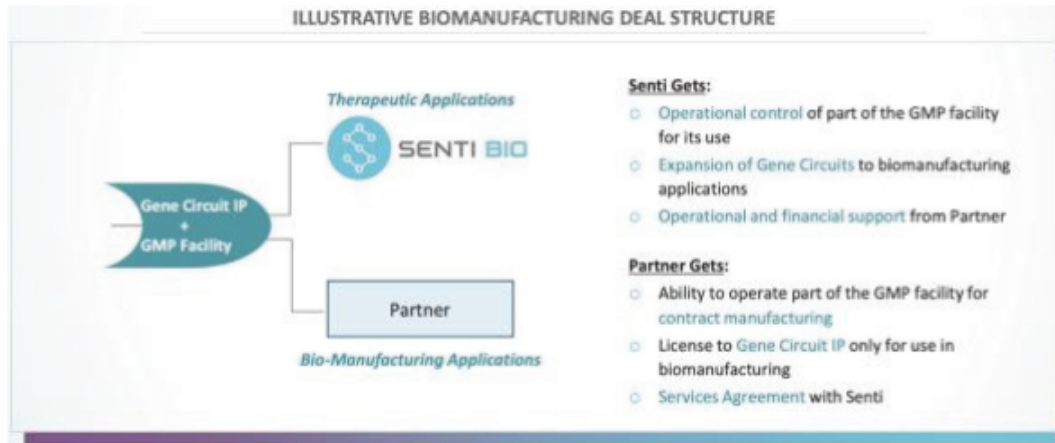 ILLUSTRATIVE BIOMANUFACTURING DEAL STRUCTURE
Therapeutic Applications
SENTI BIO
Gene Circuit IP
+
GMP Facility
Partner
Bio-Manufacturing Applications
Senti Gets:
Operational control of part of the GMP facility
for its use
Expansion of Gene Circuits to biomanufacturing
applications
Operational and financial support from Partner
Partner Gets:
Ability to operate part of the GMP facility for
contract manufacturing
License to Gene Circuit IP only for use in
biomanufacturing
Services Agreement with Senti